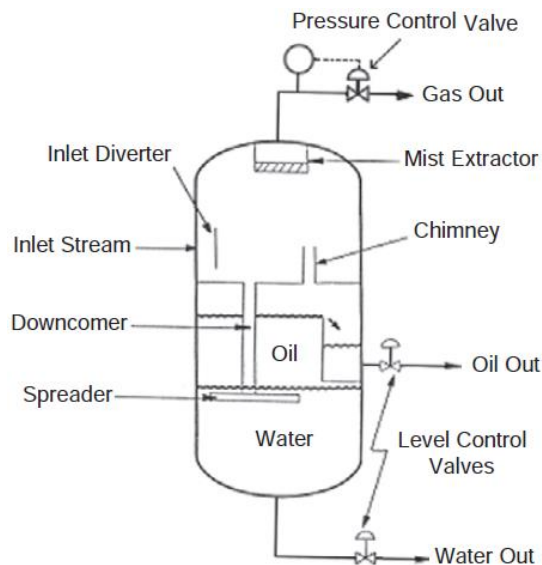 Pressure Control Valve
Gas Out
Inlet Diverter
Mist Extractor
Inlet Stream
Chimney
Downcomer
Oil
Oil Out
Spreader
Water
Level Control
Valves
Water Out